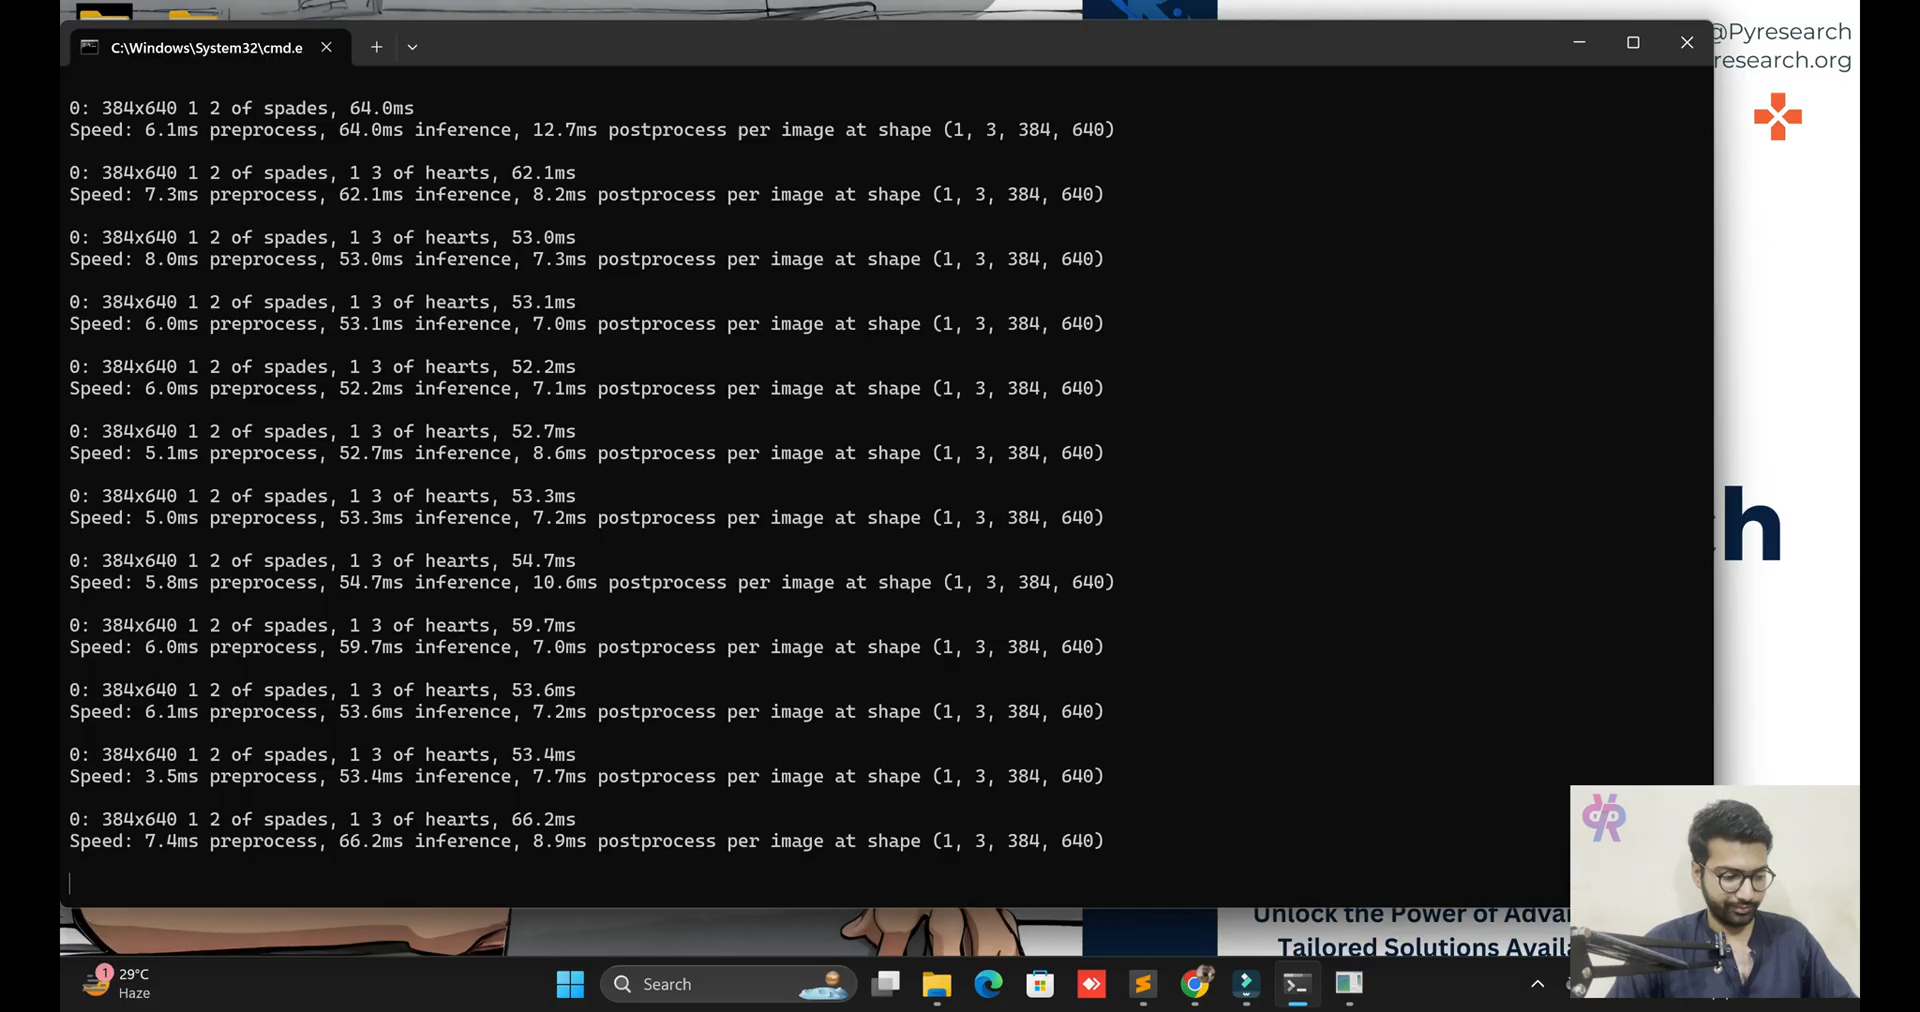 @Pyresearch
research.org
C:\Windows\System32\cmd.e
0: 384x640 1 2 of spades, 64.0ms
Speed: 6.1ms preprocess, 64.0ms inference, 12.7ms postprocess per image at shape (1, 3, 384, 640)
0: 384x640 1 2 of spades, 1 3 of hearts, 62.1ms
Speed: 7.3ms preprocess, 62.1ms inference, 8.2ms postprocess per image at shape (1, 3, 384, 640)
0: 384x640 1 2 of spades, 1 3 of hearts, 53.0ms
Speed: 8.0ms preprocess, 53.0ms inference, 7.3ms postprocess per image at shape (1, 3, 384, 640)
0: 384x640 1 2 of spades, 1 3 of hearts, 53.1ms
Speed: 6.0ms preprocess, 53.1ms inference, 7.0ms postprocess per image at shape (1, 3, 384, 640)
0: 384x640 1 2 of spades, 1 3 of hearts, 52.2ms
Speed: 6.0ms preprocess, 52.2ms inference, 7.1ms postprocess per image at shape (1, 3, 384, 640)
0: 384x640 1 2 of spades, 1 3 of hearts, 52.7ms
Speed: 5.1ms preprocess, 52.7ms inference, 8.6ms postprocess per image at shape (1, 3, 384, 640)
0: 384x640 1 2 of spades, 1 3 of hearts, 53.3ms
Speed: 5.0ms preprocess, 53.3ms inference, 7.2ms postprocess per image at shape (1, 3, 384, 640)
0: 384x640 1 2 of spades, 1 3 of hearts, 54.7ms
Speed: 5.8ms preprocess, 54.7ms inference, 10.6ms postprocess per image at shape (1, 3, 384, 640)
0: 384x640 1 2 of spades, 1 3 of hearts, 59.7ms
Speed: 6.0ms preprocess, 59.7ms inference, 7.0ms postprocess per image at shape (1, 3, 384, 640)
0: 384x640 1 2 of spades, 1 3 of hearts, 53.6ms
Speed: 6.1ms preprocess, 53.6ms inference, 7.2ms postprocess per image at shape (1, 3, 384, 640)
0: 384x640 1 2 of spades, 1 3 of hearts, 53.4ms
Speed: 3.5ms preprocess, 53.4ms inference, 7.7ms postprocess per image at shape (1, 3, 384, 640)
0: 384x640 1 2 of spades, 1 3 of hearts, 66.2ms
Speed: 7.4ms preprocess, 66.2ms inference, 8.9ms postprocess per image at shape (1, 3, 384, 640)
h
Unlock the Power of Adva
Tailored Solutions Availa
1
29°C
Haze
Search